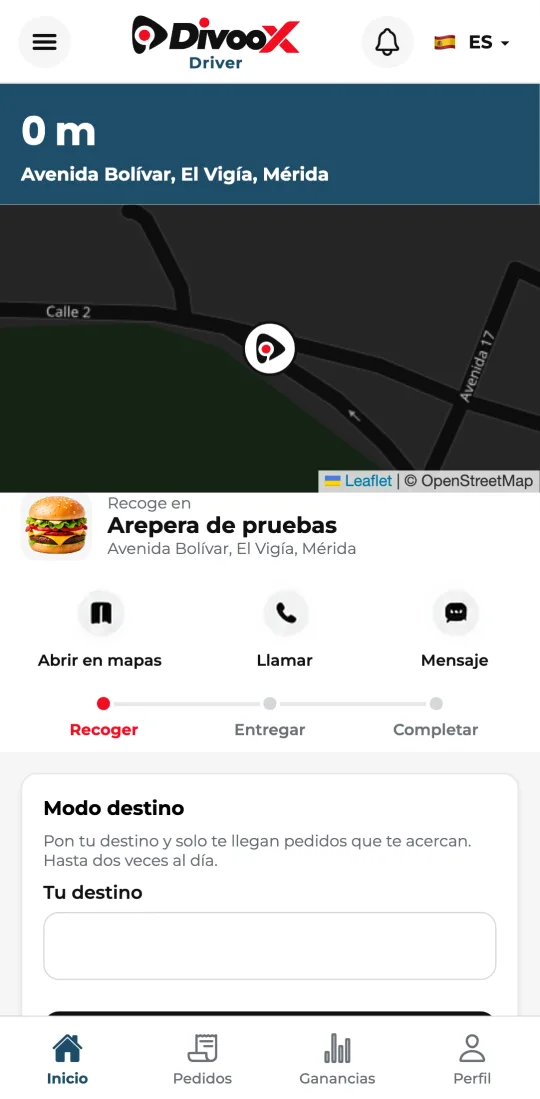 DivooX
Driver
ES
0 m
Avenida Bolívar, El Vigía, Mérida
Calle 2
Avenida 17
Leaflet | © OpenStreetMap
Recoge en
Arepera de pruebas
Avenida Bolívar, El Vigía, Mérida
Abrir en mapas
Llamar
Mensaje
Recoger
Entregar
Completar
Modo destino
Pon tu destino y solo te llegan pedidos que te acercan.
Hasta dos veces al día.
Tu destino
Inicio
Pedidos
Ganancias
Perfil